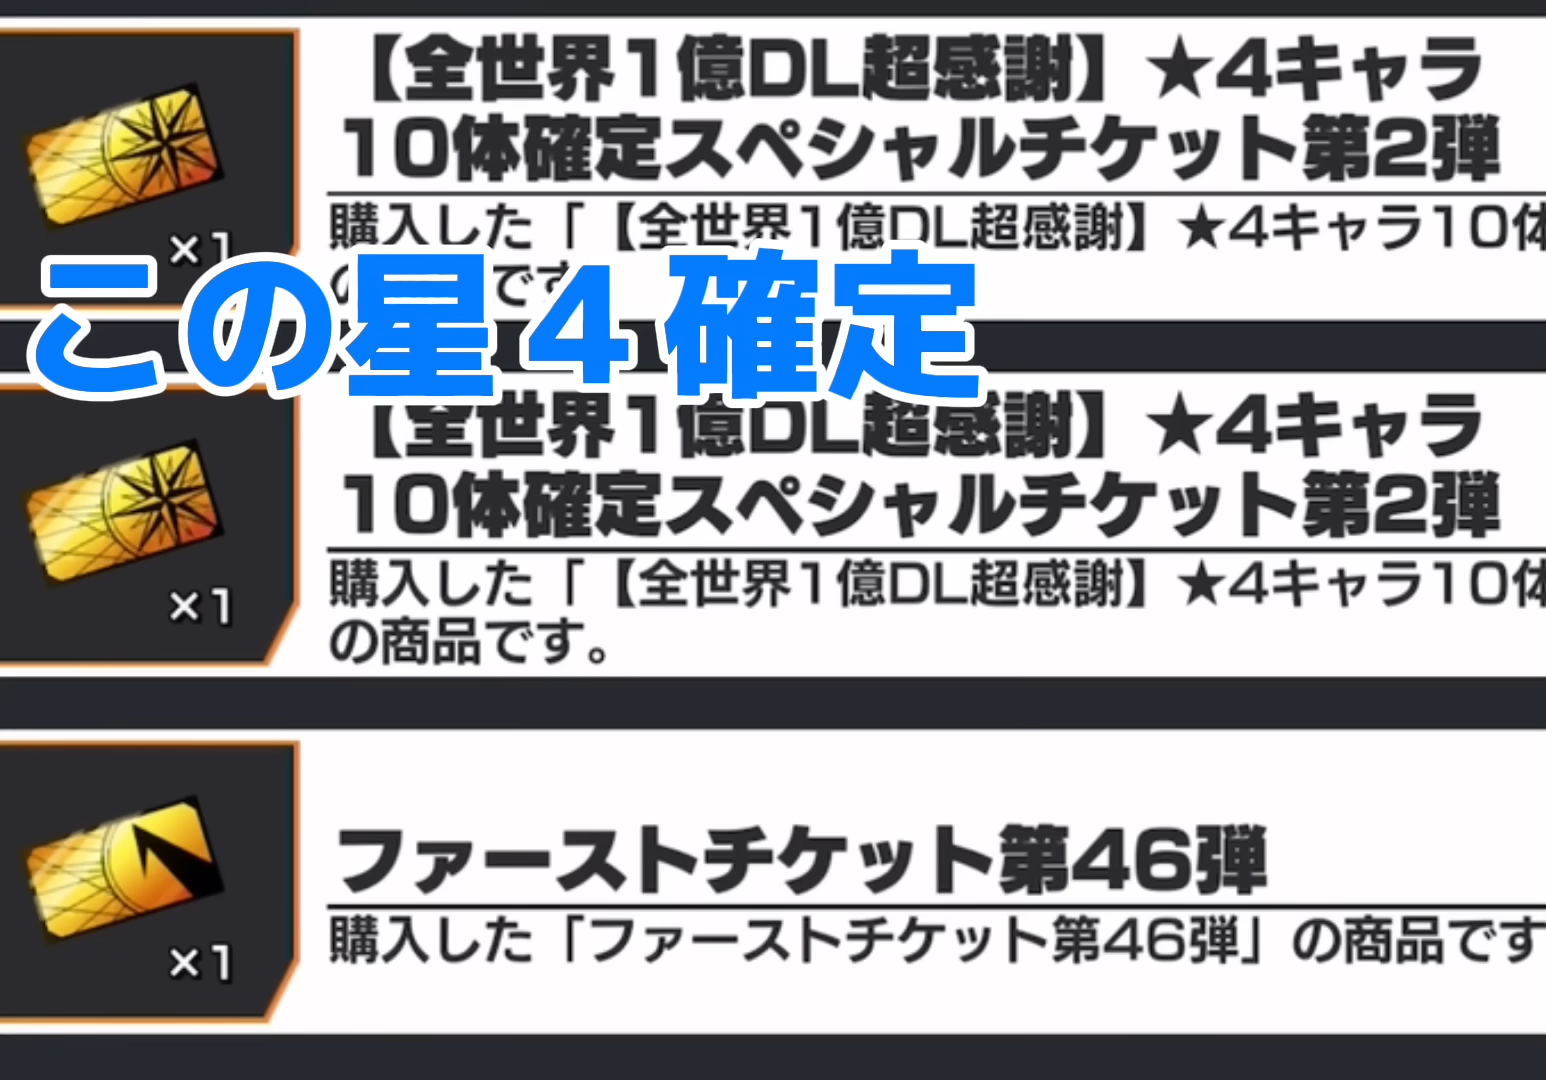 【全世界1億DL超感謝】★4キャラ
10体確定スペシャルチケット第2弾
購入した「【全世界1億DL超感謝】★4キャラ10体
×1
この星４確定
【全世界1億DL超感謝】★4キャラ
10体確定スペシャルチケット第2弾
購入した「【全世界1億DL超感謝】★4キャラ10体
の商品です。
×1
ファーストチケット第46弾
購入した「ファーストチケット第46弾」の商品です
×1